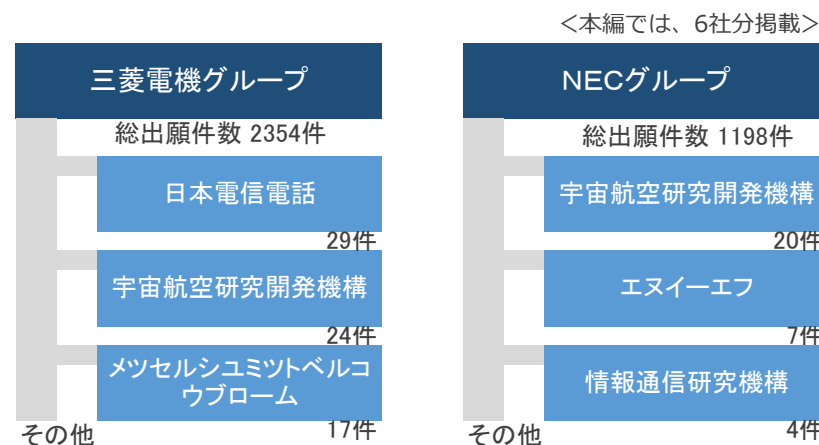 ＜本編では、6社分掲載＞
三菱電機グループ
総出願件数 2354件
日本電信電話
29件
宇宙航空研究開発機構
24件
メツセルシユミツトベルコ
ウブローム
17件
その他
NECグループ
総出願件数 1198件
宇宙航空研究開発機構
20件
エヌイーエフ
7件
情報通信研究機構
4件
その他